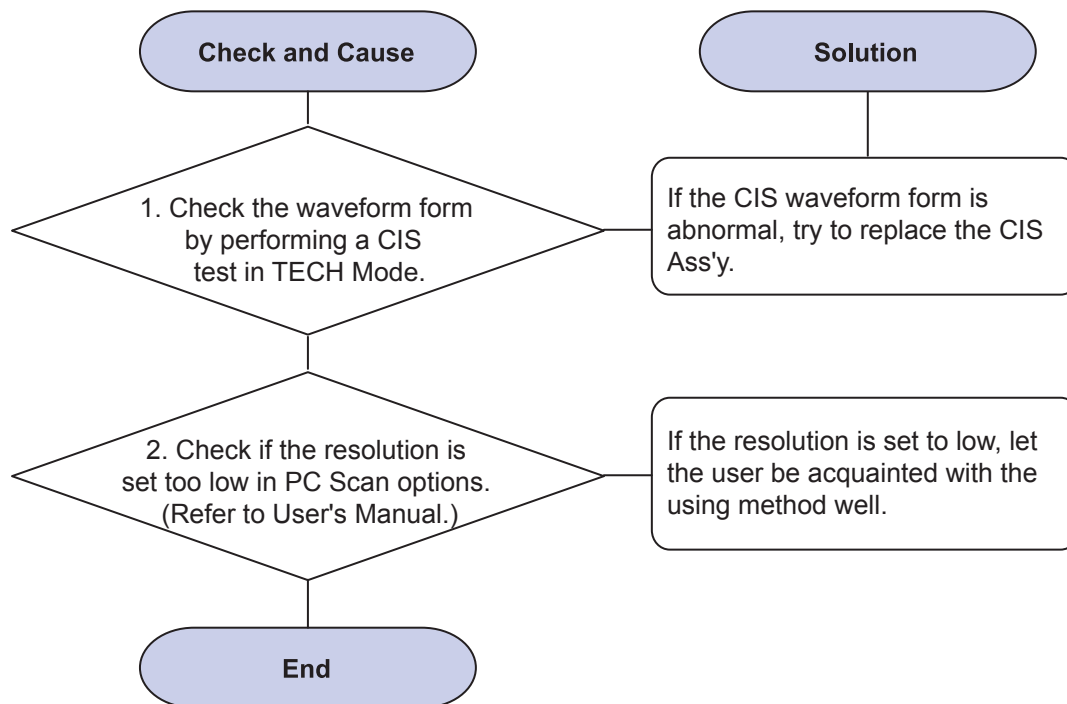 Check and Cause
Solution
1. Check the waveform form
by performing a CIS
test in TECH Mode.
If the CIS waveform form is
abnormal, try to replace the CIS
Ass'y.
2. Check if the resolution is
set too low in PC Scan options.
(Refer to User's Manual.)
If the resolution is set to low, let
the user be acquainted with the
using method well.
End